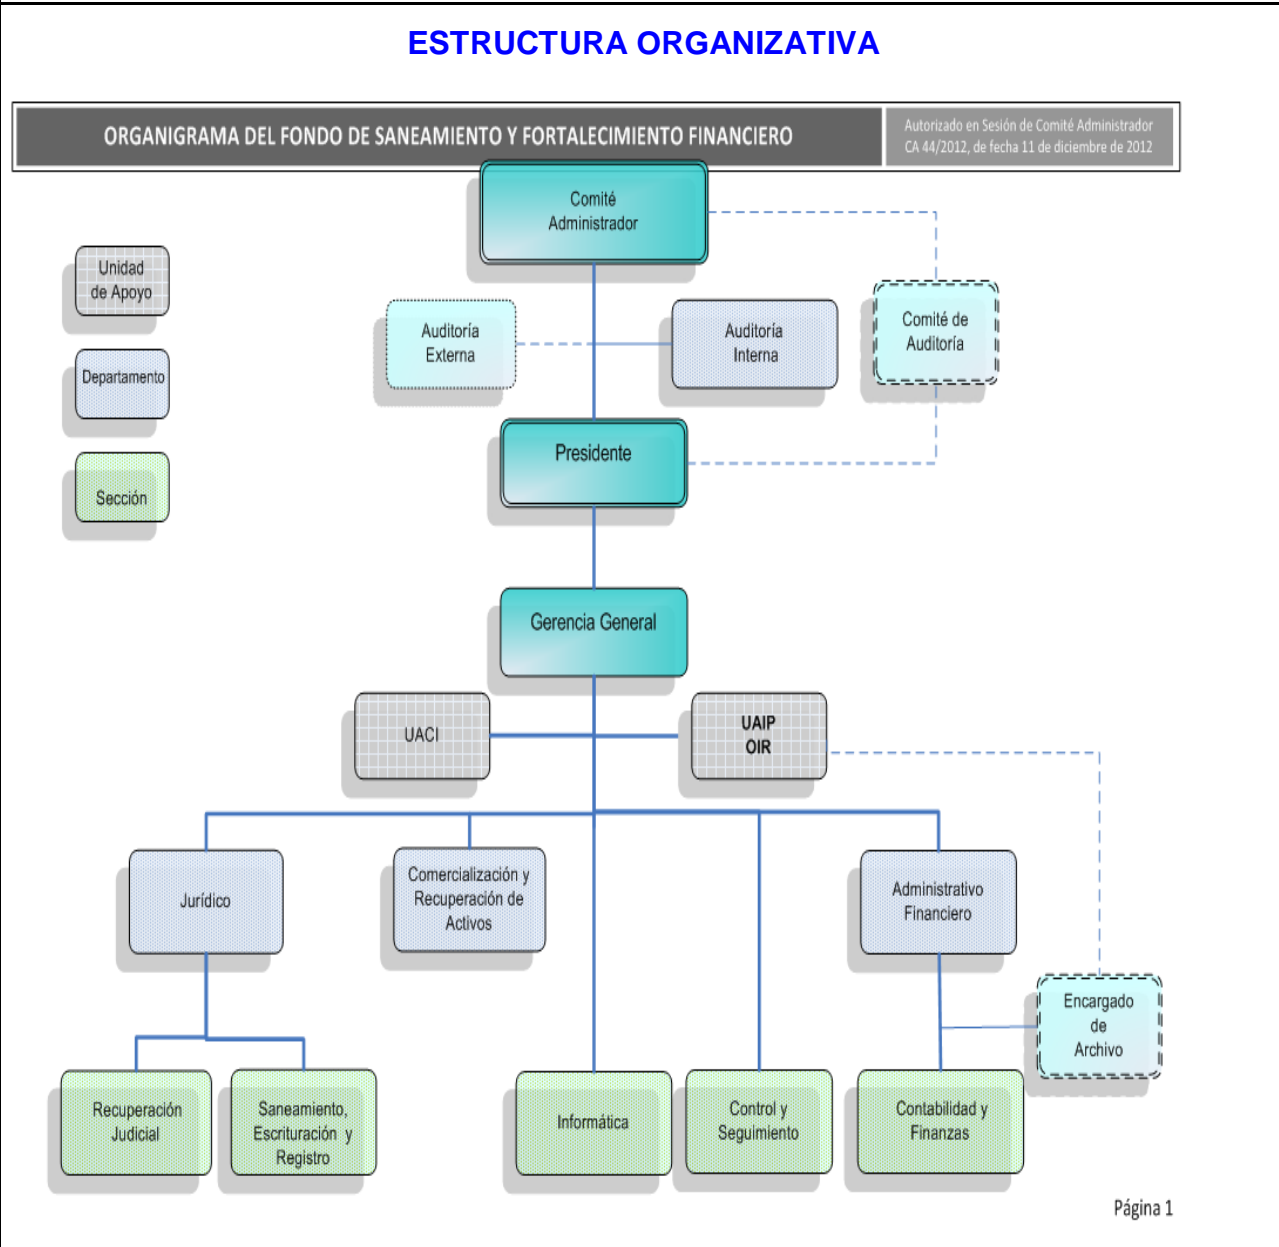 ESTRUCTURA ORGANIZATIVA
ORGANIGRAMA DEL FONDO DE SANEAMIENTO Y FORTALECIMIENTO FINANCIERO
Autorizado en Sesión de Comité Administrador
CA 44/2012, de fecha 11 de diciembre de 2012
Comité
Administrador
Unidad
de Apoyo
Departamento
Sección
Auditoría
Externa
Auditoría
Interna
Comité de
Auditoría
Presidente
Gerencia General
UACI
UAIP
OIR
Jurídico
Comercialización y
Recuperación de
Activos
Administrativo
Financiero
Encargado
de
Archivo
Recuperación
Judicial
Saneamiento,
Escrituración y
Registro
Informática
Control y
Seguimiento
Contabilidad y
Finanzas
Página 1